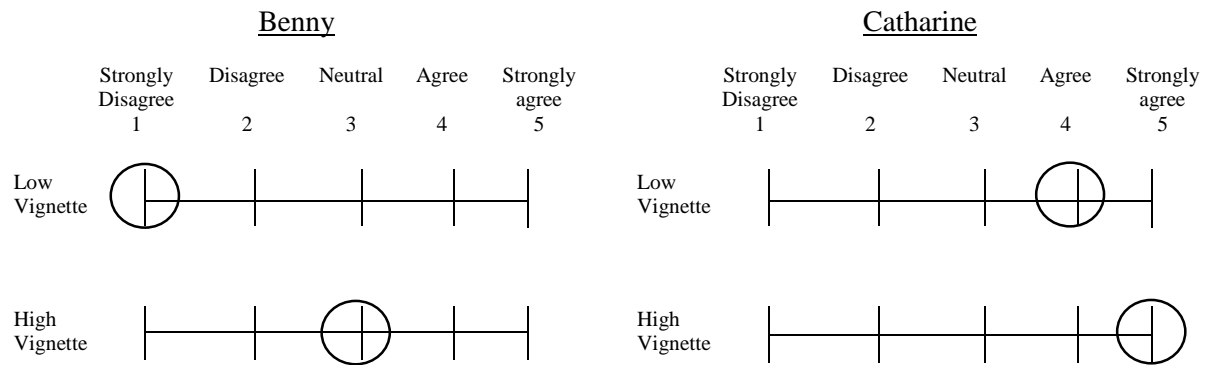 Benny
Strongly Disagree Neutral Agree Strongly
Disagree agree
1 2 3 4 5
Low
Vignette
High
Vignette
Catharine
Strongly Disagree Neutral Agree Strongly
Disagree agree
1 2 3 4 5
Low
Vignette
High
Vignette